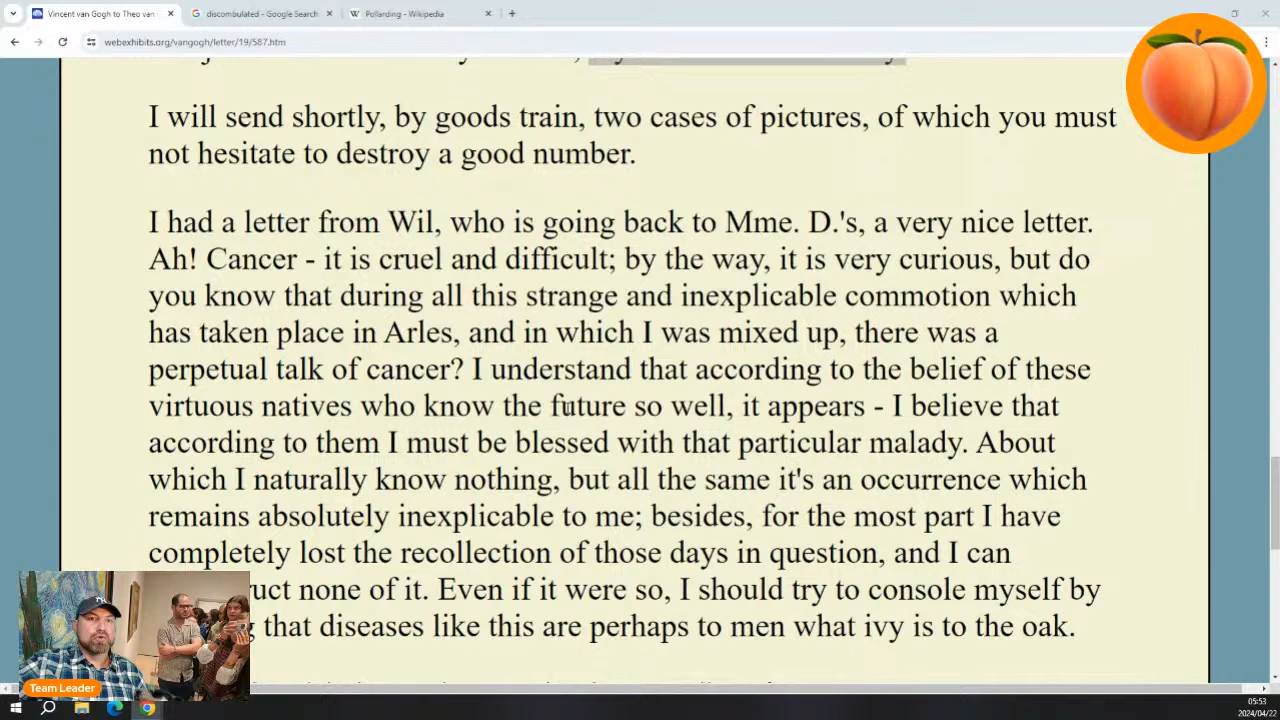 Vincent van Gogh to Theo van
discombulated - Google Search
Pollarding - Wikipedia
webexhibits.org/vangogh/letter/19/587.htm
I will send shortly, by goods train, two cases of pictures, of which you must
not hesitate to destroy a good number.
I had a letter from Wil, who is going back to Mme. D.'s, a very nice letter.
Ah! Cancer - it is cruel and difficult; by the way, it is very curious, but do
you know that during all this strange and inexplicable commotion which
has taken place in Arles, and in which I was mixed up, there was a
perpetual talk of cancer? I understand that according to the belief of these
virtuous natives who know the future so well, it appears - I believe that
according to them I must be blessed with that particular malady. About
which I naturally know nothing, but all the same it's an occurrence which
remains absolutely inexplicable to me; besides, for the most part I have
completely lost the recollection of those days in question, and I can
ruct none of it. Even if it were so, I should try to console myself by
g that diseases like this are perhaps to men what ivy is to the oak.
Team Leader
05:53
2024/04/22